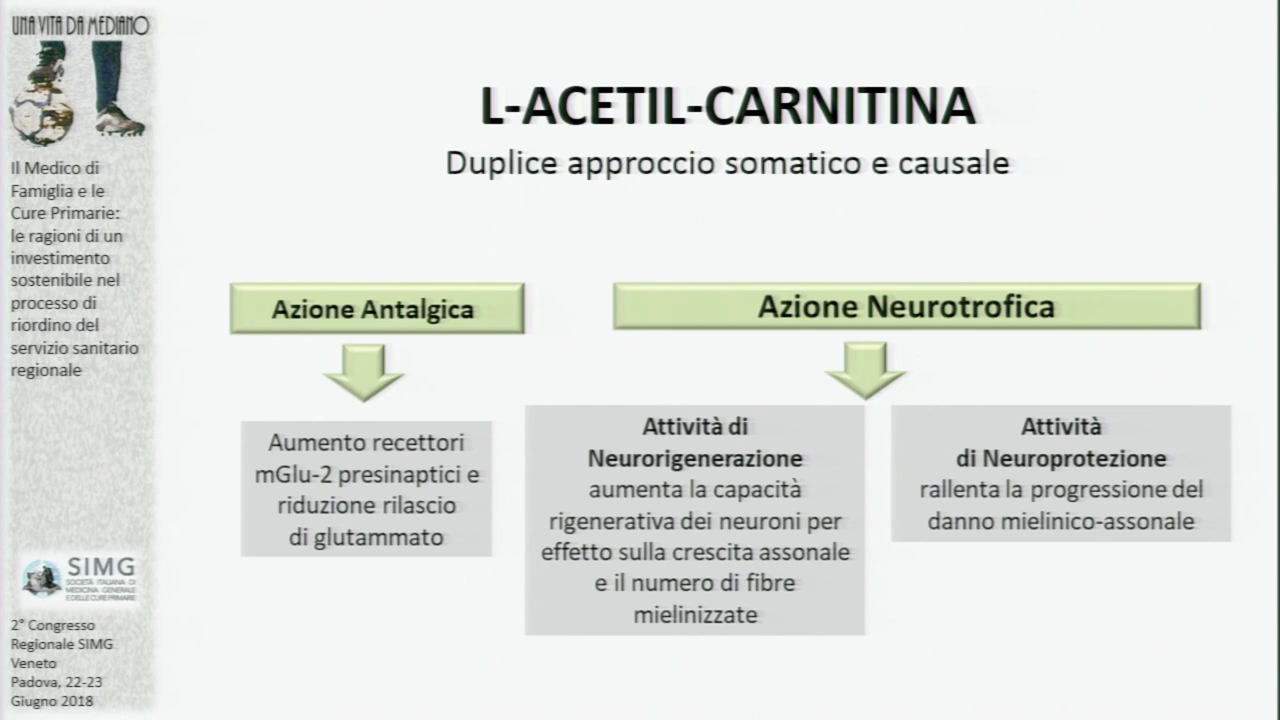 UNA VITA DA MEDIANO
Il Medico di
Famiglia e le
Cure Primarie:
le ragioni di un
investimento
sostenibile nel
processo di
riordino del
servizio sanitario
regionale
SIMG
SOCIETÀ ITALIANA DI
MEDICINA GENERALE
E DELLE CURE PRIMARIE
2° Congresso
Regionale SIMG
Veneto
Padova, 22-23
Giugno 2018
L-ACETIL-CARNITINA
Duplice approccio somatico e causale
Azione Antalgica
Aumento recettori
mGlu-2 presinaptici e
riduzione rilascio
di glutammato
Azione Neurotrofica
Attività di
Neurorigenerazione
aumenta la capacità
rigenerativa dei neuroni per
effetto sulla crescita assonale
e il numero di fibre
mielinizzate
Attività
di Neuroprotezione
rallenta la progressione del
danno mielinico-assonale